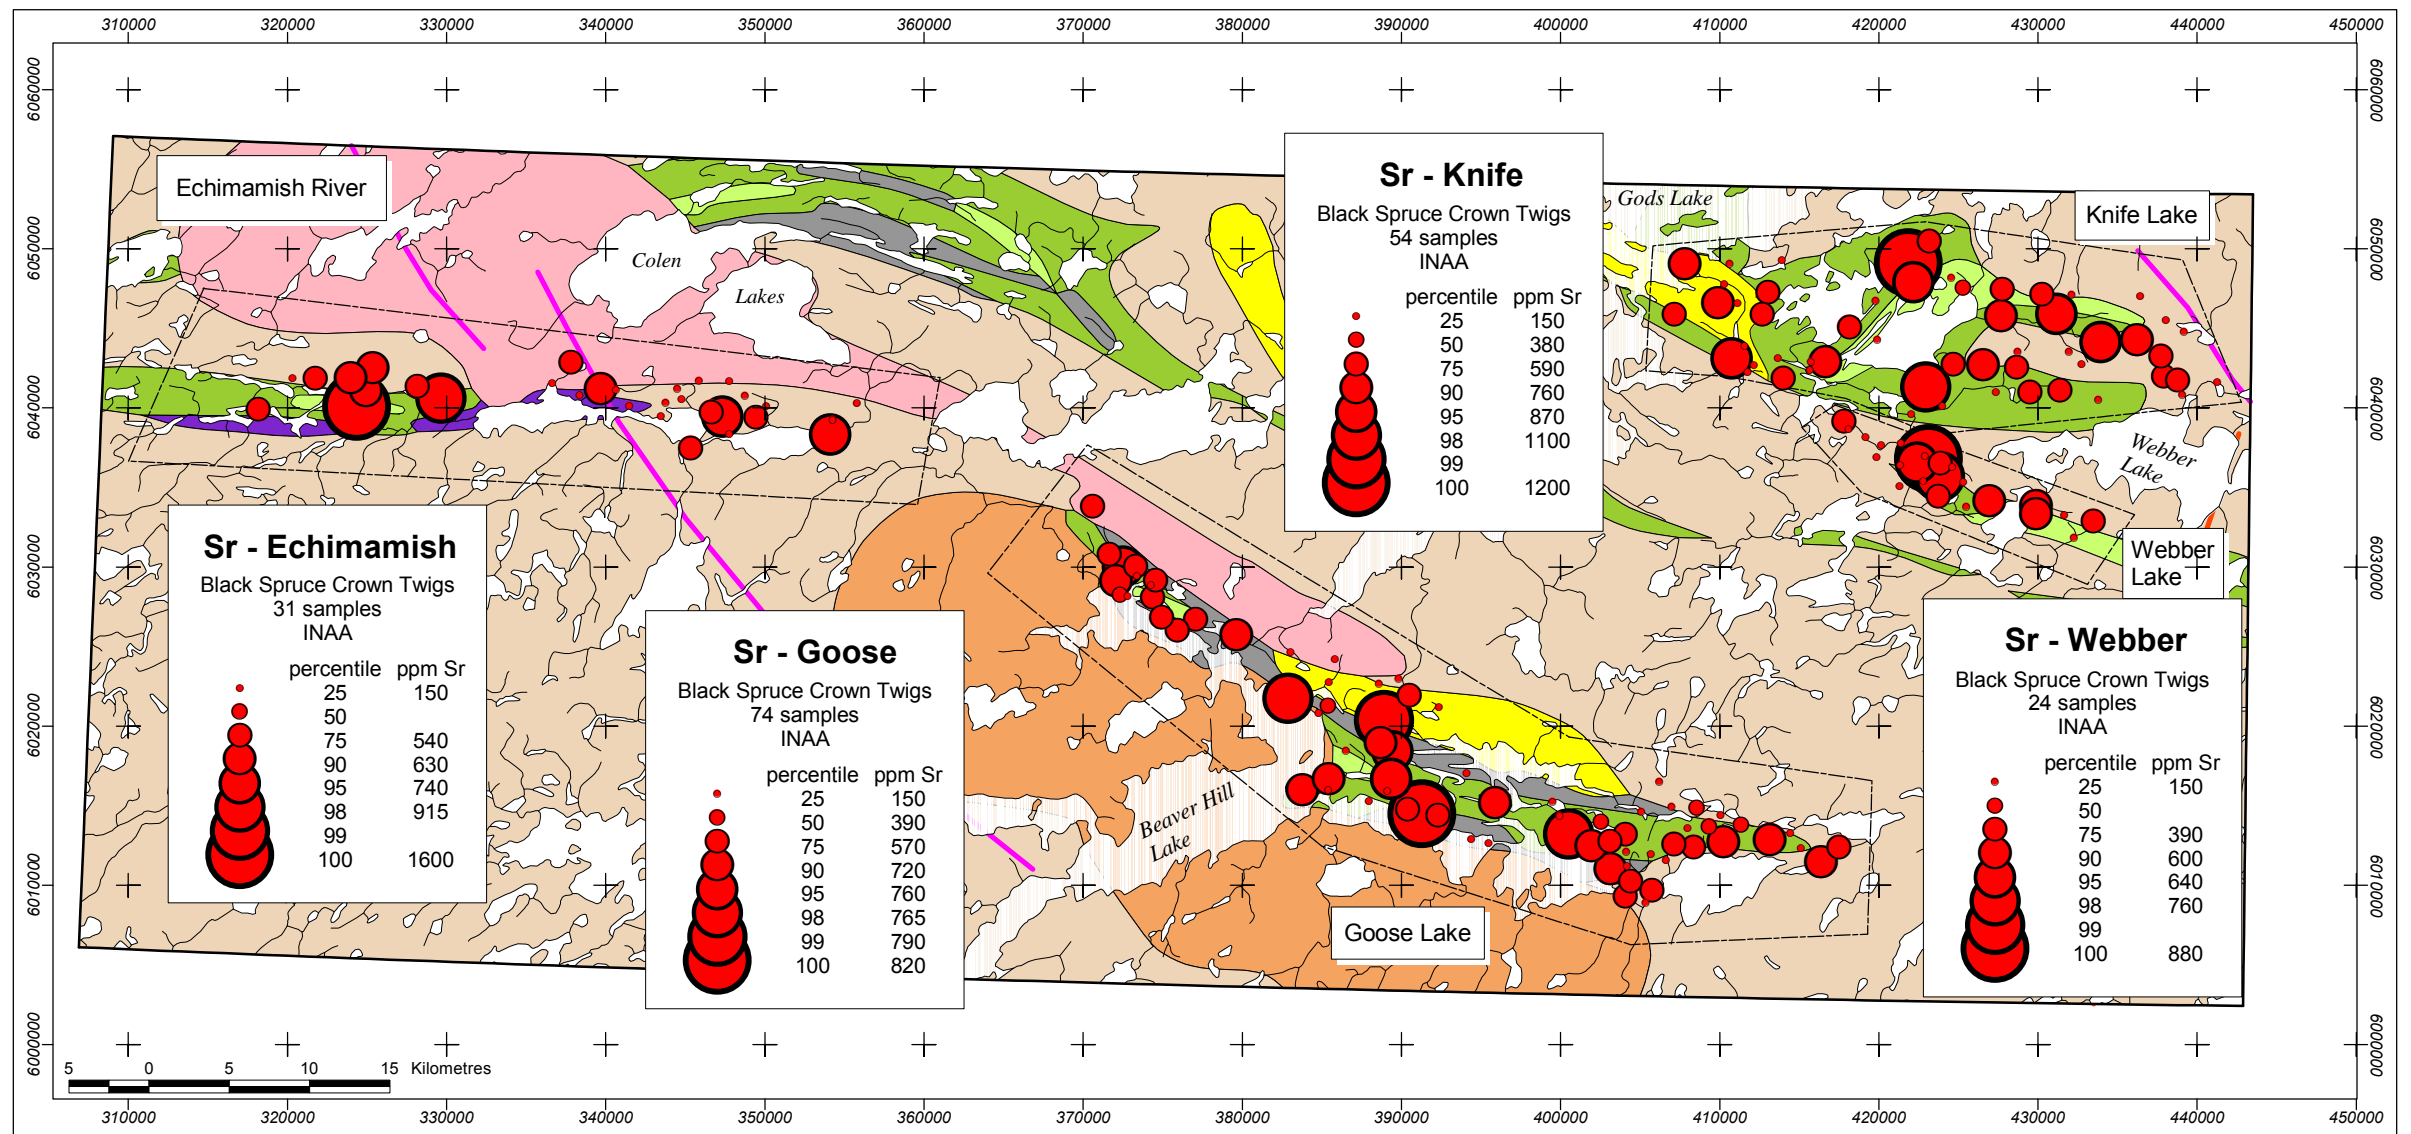 310000 320000 330000 340000 350000 360000 370000 380000 390000 400000 410000 420000 430000 440000 450000
6060000 6060000
6050000 6050000
6040000 6040000
6030000 6030000
6020000 6020000
6010000 6010000
6000000 6000000
Echimamish River
Colen
Lakes
Gods Lake
Knife Lake
Webber
Lake
Webber
Lake
Beaver Hill
Lake
Goose Lake
Sr - Knife
Black Spruce Crown Twigs
54 samples
INAA
percentile ppm Sr
25 150
50 380
75 590
90 760
95 870
98 1100
99
100 1200
Sr - Echimamish
Black Spruce Crown Twigs
31 samples
INAA
percentile ppm Sr
25 150
50
75 540
90 630
95 740
98 915
99
100 1600
Sr - Goose
Black Spruce Crown Twigs
74 samples
INAA
percentile ppm Sr
25 150
50 390
75 570
90 720
95 760
98 765
99 790
100 820
Sr - Webber
Black Spruce Crown Twigs
24 samples
INAA
percentile ppm Sr
25 150
50
75 390
90 600
95 640
98 760
99
100 880
5 0 5 10 15 Kilometres
310000 320000 330000 340000 350000 360000 370000 380000 390000 400000 410000 420000 430000 440000 450000